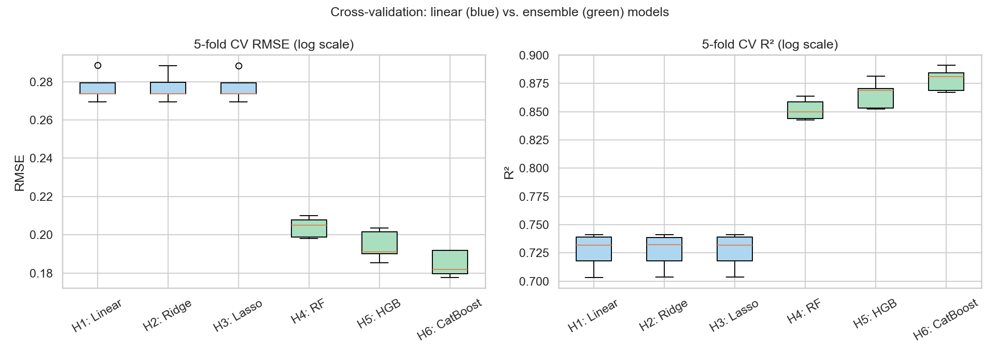 Cross-validation: linear (blue) vs. ensemble (green) models
5-fold CV RMSE (log scale)
RMSE
0.28
0.26
0.24
0.22
0.20
0.18
H1: Linear
H2: Ridge
H3: Lasso
H4: RF
H5: HGB
H6: CatBoost
5-fold CV R² (log scale)
R²
0.900
0.875
0.850
0.825
0.800
0.775
0.750
0.725
0.700
H1: Linear
H2: Ridge
H3: Lasso
H4: RF
H5: HGB
H6: CatBoost